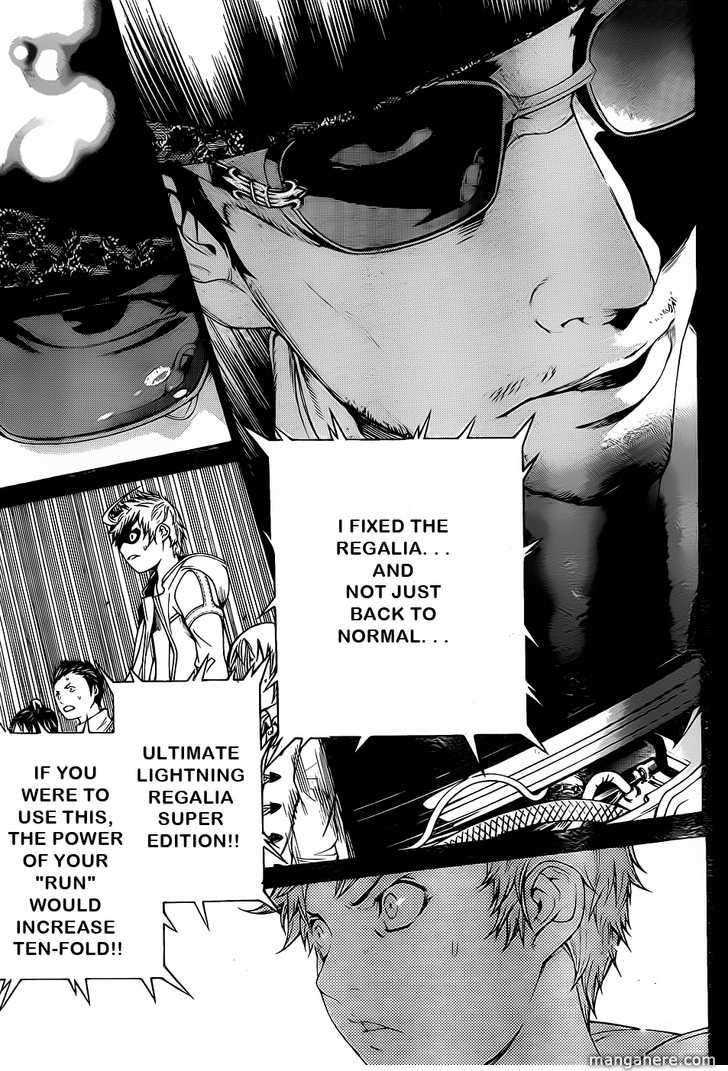 I FIXED THE
REGALIA. . .
AND
NOT JUST
BACK TO
NORMAL. . .
ULTIMATE
LIGHTNING
REGALIA
SUPER
EDITION!!
IF YOU
WERE TO
USE THIS,
THE POWER
OF YOUR
"RUN"
WOULD
INCREASE
TEN-FOLD!!
mangahere.com